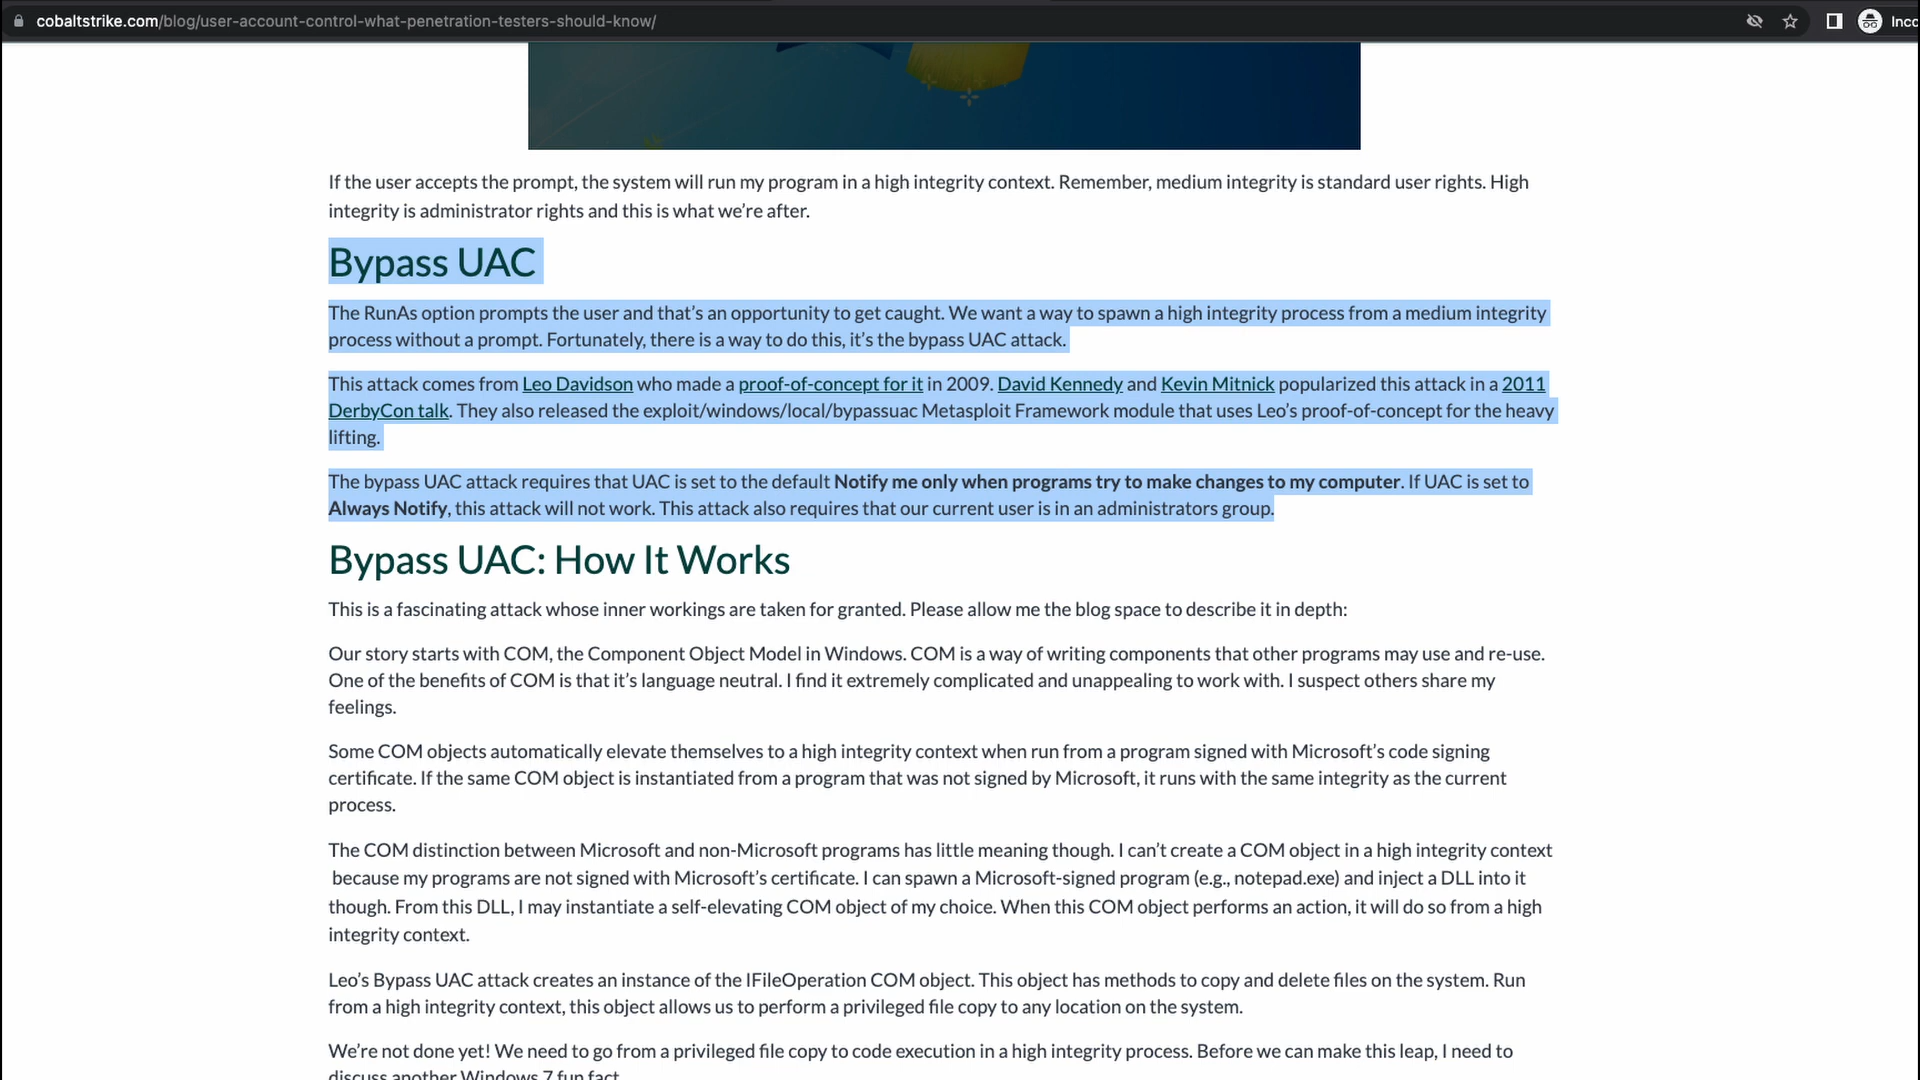 cobaltstrike.com/blog/user-account-control-what-penetration-testers-should-know/
Inco
If the user accepts the prompt, the system will run my program in a high integrity context. Remember, medium integrity is standard user rights. High
integrity is administrator rights and this is what we’re after.
Bypass UAC
The RunAs option prompts the user and that’s an opportunity to get caught. We want a way to spawn a high integrity process from a medium integrity
process without a prompt. Fortunately, there is a way to do this, it’s the bypass UAC attack.
This attack comes from Leo Davidson who made a proof-of-concept for it in 2009. David Kennedy and Kevin Mitnick popularized this attack in a 2011
DerbyCon talk. They also released the exploit/windows/local/bypassuac Metasploit Framework module that uses Leo’s proof-of-concept for the heavy
lifting.
The bypass UAC attack requires that UAC is set to the default Notify me only when programs try to make changes to my computer. If UAC is set to
Always Notify, this attack will not work. This attack also requires that our current user is in an administrators group.
Bypass UAC: How It Works
This is a fascinating attack whose inner workings are taken for granted. Please allow me the blog space to describe it in depth:
Our story starts with COM, the Component Object Model in Windows. COM is a way of writing components that other programs may use and re-use.
One of the benefits of COM is that it’s language neutral. I find it extremely complicated and unappealing to work with. I suspect others share my
feelings.
Some COM objects automatically elevate themselves to a high integrity context when run from a program signed with Microsoft’s code signing
certificate. If the same COM object is instantiated from a program that was not signed by Microsoft, it runs with the same integrity as the current
process.
The COM distinction between Microsoft and non-Microsoft programs has little meaning though. I can’t create a COM object in a high integrity context
because my programs are not signed with Microsoft’s certificate. I can spawn a Microsoft-signed program (e.g., notepad.exe) and inject a DLL into it
though. From this DLL, I may instantiate a self-elevating COM object of my choice. When this COM object performs an action, it will do so from a high
integrity context.
Leo’s Bypass UAC attack creates an instance of the IFileOperation COM object. This object has methods to copy and delete files on the system. Run
from a high integrity context, this object allows us to perform a privileged file copy to any location on the system.
We’re not done yet! We need to go from a privileged file copy to code execution in a high integrity process. Before we can make this leap, I need to
discuss another Windows 7 fun fact.